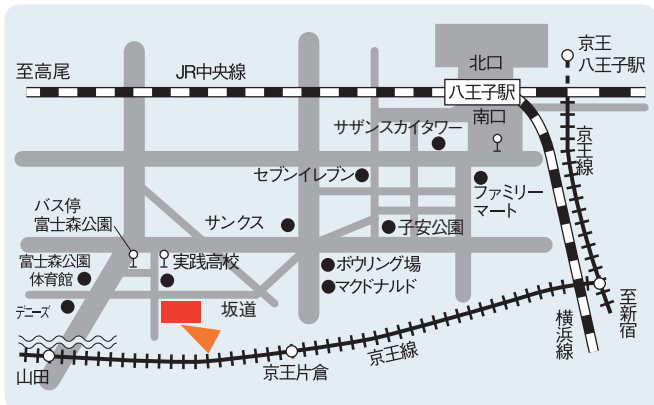 京王
八王子駅
北口
至高尾
JR中央線
八王子駅
南口
サザンスカイタワー
京王線
セブンイレブン
ファミリー
マート
バス停
富士森公園
サンクス
子安公園
富士森公園
体育館
実践高校
ボウリング場
マクドナルド
デニーズ
坂道
至新宿
横浜線
京王線
山田
京王片倉